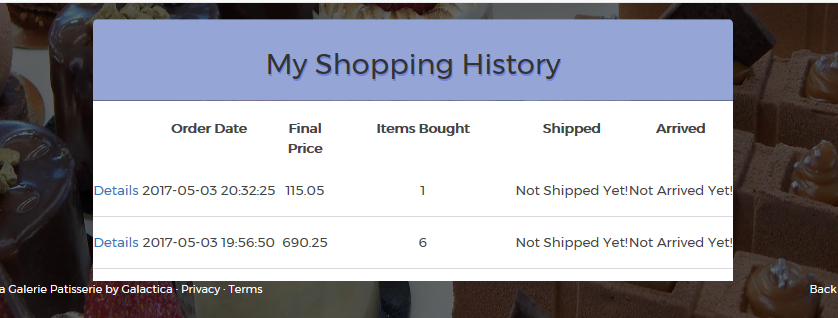 My Shopping History
Order Date Final Price Items Bought Shipped Arrived
Details 2017-05-03 20:32:25 115.05 1 Not Shipped Yet! Not Arrived Yet!
Details 2017-05-03 19:56:50 690.25 6 Not Shipped Yet! Not Arrived Yet!
a Galerie Patisserie by Galactica · Privacy · Terms Back